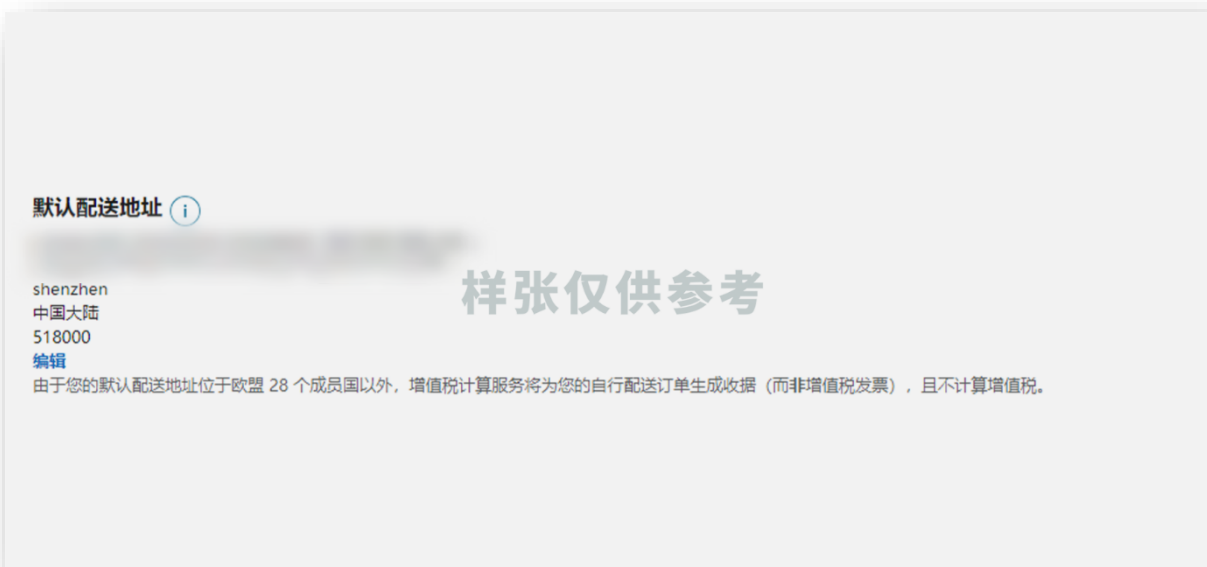 默认配送地址
shenzhen
样张仅供参考
中国大陆
518000
编辑
由于您的默认配送地址位于欧盟 28 个成员国以外，增值税计算服务将为您的自行配送订单生成收据（而非增值税发票），且不计算增值税。